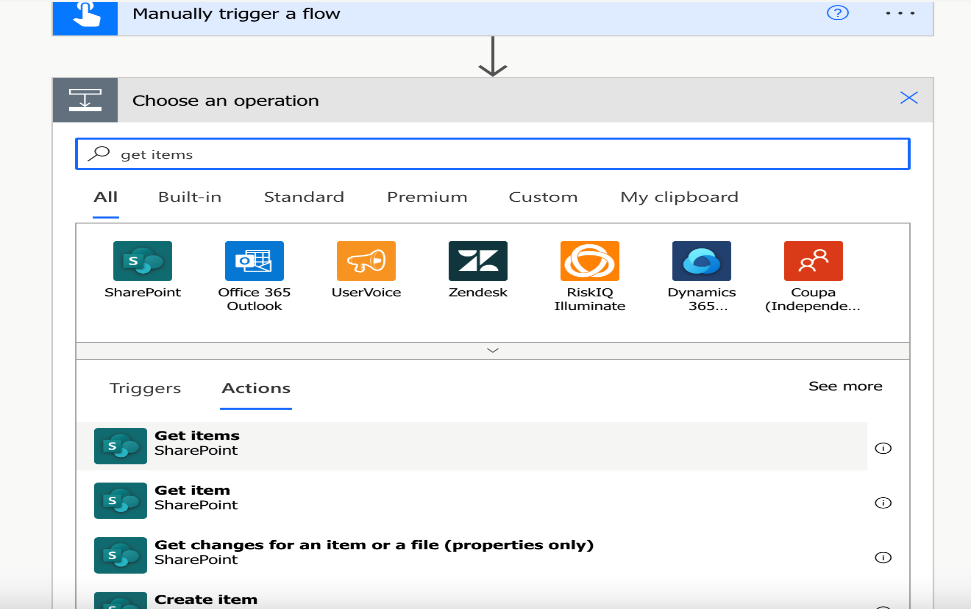 Manually trigger a flow
Choose an operation
get items
All Built-in Standard Premium Custom My clipboard
SharePoint Office 365 Outlook UserVoice Zendesk RiskIQ Illuminate Dynamics 365... Coupa (Independe...
Triggers Actions See more
Get items
SharePoint
Get item
SharePoint
Get changes for an item or a file (properties only)
SharePoint
Create item